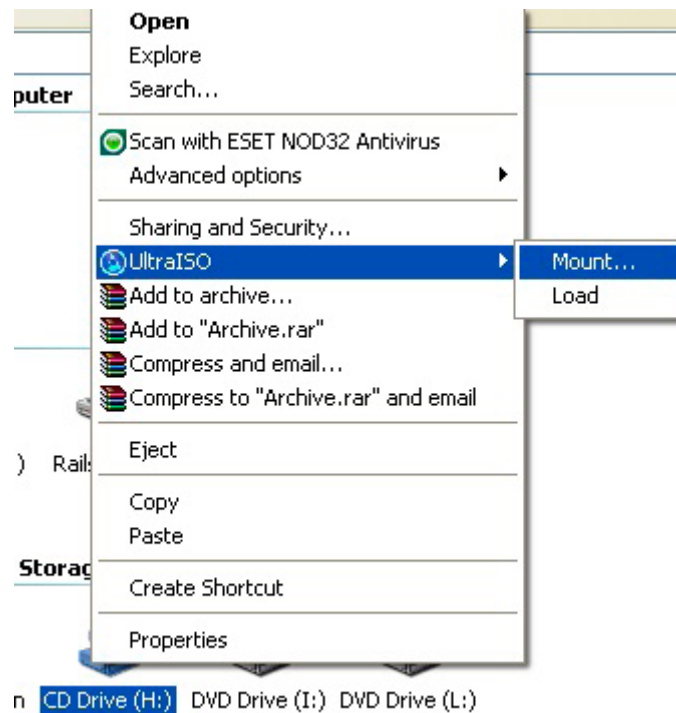 Open
Explore
Search...
puter
Scan with ESET NOD32 Antivirus
Advanced options
Sharing and Security...
UltraISO
Mount...
Add to archive...
Load
Add to "Archive.rar"
Compress and email...
Compress to "Archive.rar" and email
Eject
) Rails
Copy
Paste
Storag
Create Shortcut
Properties
n CD Drive (H:) DVD Drive (I:) DVD Drive (L:)